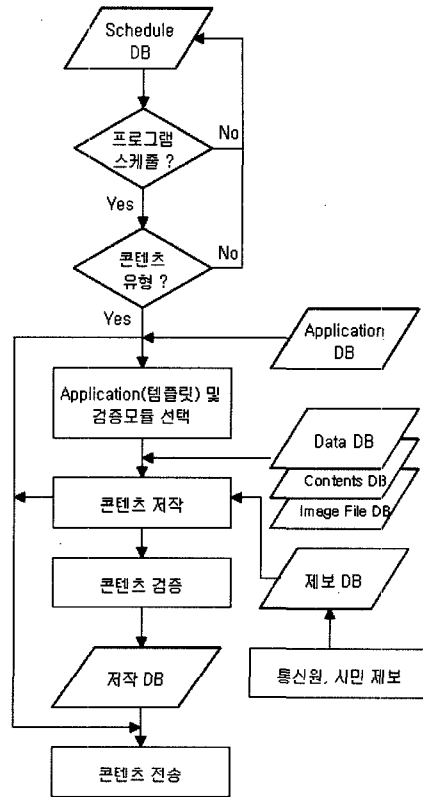 Schedule
DB
프로그램
스케쥴 ?
No
Yes
콘텐츠
유형 ?
No
Yes
Application
DB
Application(템플릿) 및
검증모듈 선택
Data DB
Contents DB
Image File DB
콘텐츠 저작
콘텐츠 검증
제보 DB
저작 DB
통신원, 시민 제보
콘텐츠 전송